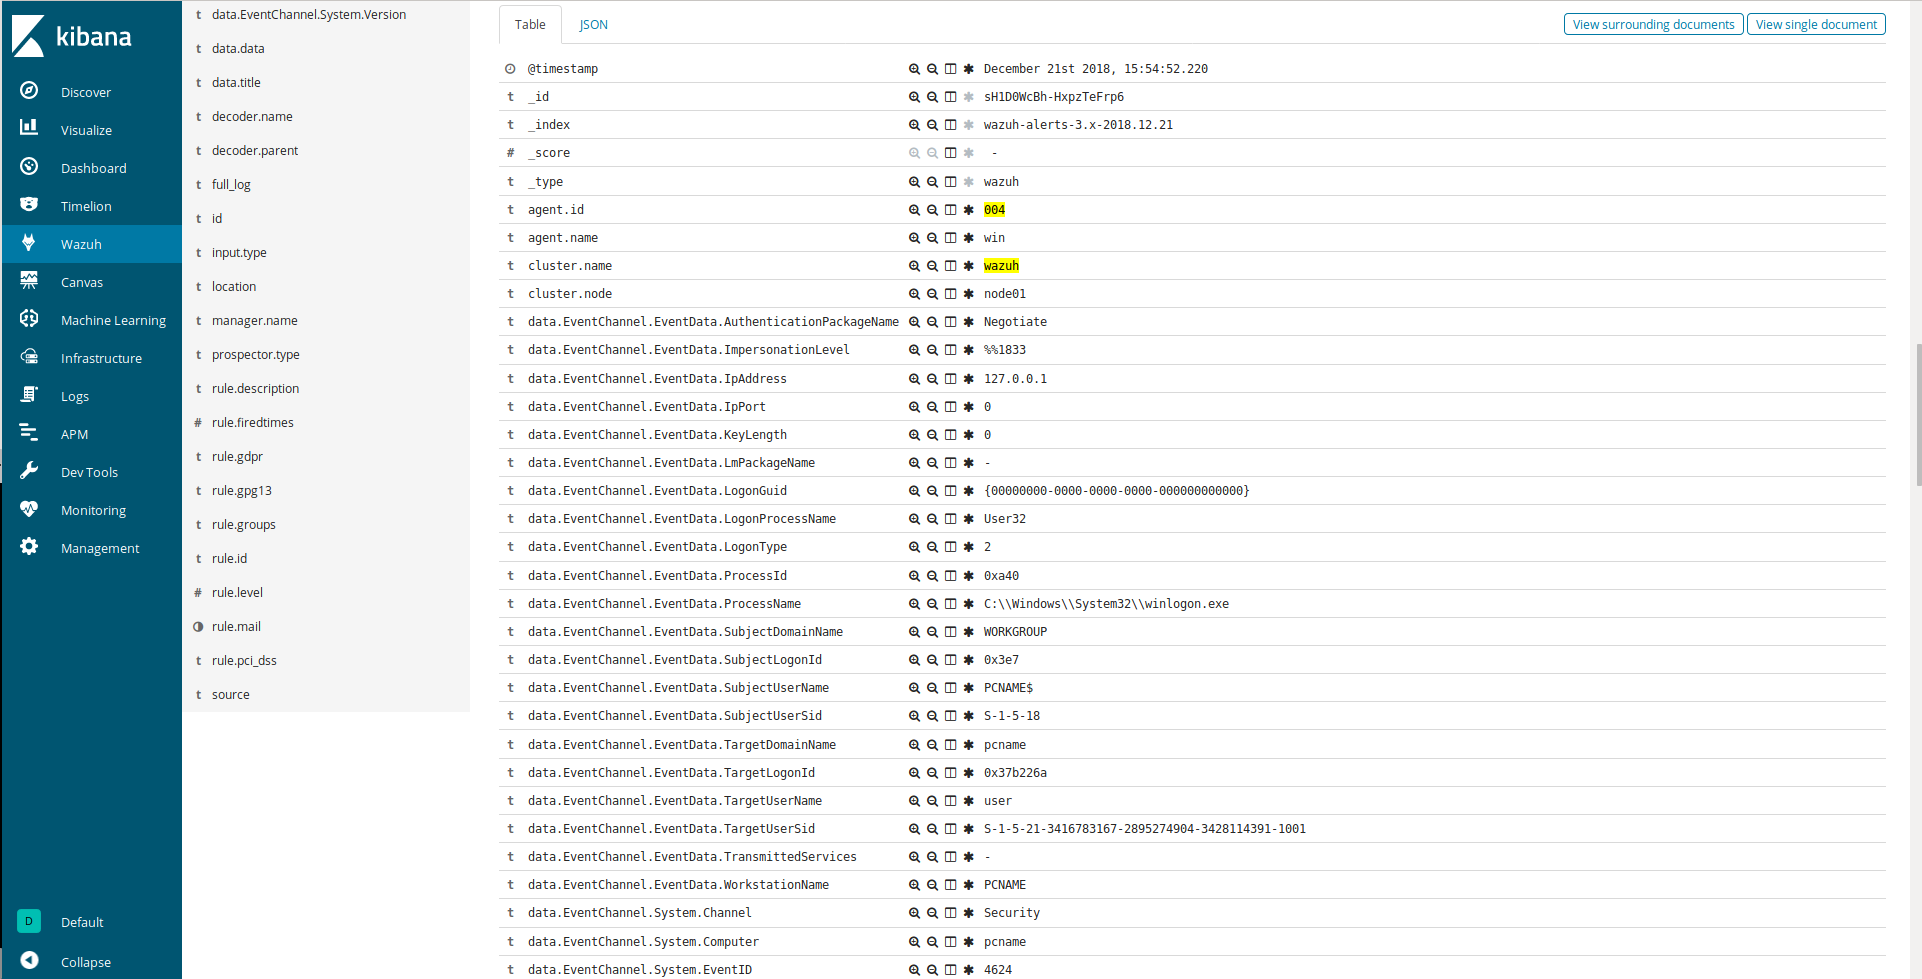 kibana
Discover
Visualize
Dashboard
Timelion
Wazuh
Canvas
Machine Learning
Infrastructure
Logs
APM
Dev Tools
Monitoring
Management
D Default
Collapse
t data.EventChannel.System.Version
t data.data
t data.title
t decoder.name
t decoder.parent
t full_log
t id
t input.type
t location
t manager.name
t prospector.type
t rule.description
# rule.firedtimes
t rule.gdpr
t rule.gpg13
t rule.groups
t rule.id
# rule.level
rule.mail
t rule.pci_dss
t source
Table JSON View surrounding documents View single document
@timestamp December 21st 2018, 15:54:52.220
t _id sH1D0WcBh-HxpzTeFrp6
t _index wazuh-alerts-3.x-2018.12.21
# _score -
t _type wazuh
t agent.id 004
t agent.name win
t cluster.name wazuh
t cluster.node node01
t data.EventChannel.EventData.AuthenticationPackageName Negotiate
t data.EventChannel.EventData.ImpersonationLevel %%1833
t data.EventChannel.EventData.IpAddress 127.0.0.1
t data.EventChannel.EventData.IpPort 0
t data.EventChannel.EventData.KeyLength 0
t data.EventChannel.EventData.LmPackageName -
t data.EventChannel.EventData.LogonGuid {00000000-0000-0000-0000-000000000000}
t data.EventChannel.EventData.LogonProcessName User32
t data.EventChannel.EventData.LogonType 2
t data.EventChannel.EventData.ProcessId 0xa40
t data.EventChannel.EventData.ProcessName C:\\Windows\\System32\\winlogon.exe
t data.EventChannel.EventData.SubjectDomainName WORKGROUP
t data.EventChannel.EventData.SubjectLogonId 0x3e7
t data.EventChannel.EventData.SubjectUserName PCNAME$
t data.EventChannel.EventData.SubjectUserSid S-1-5-18
t data.EventChannel.EventData.TargetDomainName pcname
t data.EventChannel.EventData.TargetLogonId 0x37b226a
t data.EventChannel.EventData.TargetUserName user
t data.EventChannel.EventData.TargetUserSid S-1-5-21-3416783167-2895274904-3428114391-1001
t data.EventChannel.EventData.TransmittedServices -
t data.EventChannel.EventData.WorkstationName PCNAME
t data.EventChannel.System.Channel Security
t data.EventChannel.System.Computer pcname
t data.EventChannel.System.EventID 4624